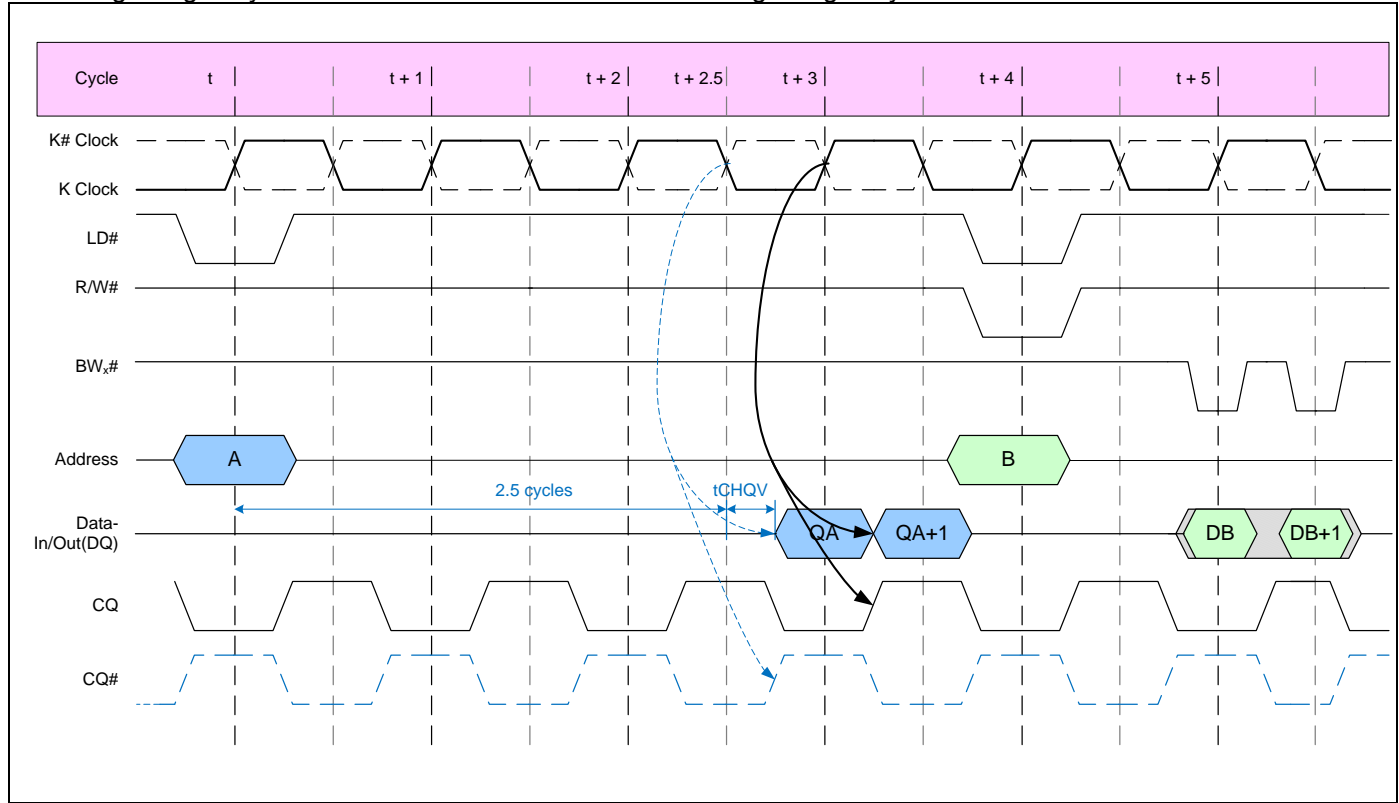 Cycle t t + 1 t + 2 t + 2.5 t + 3 t + 4 t + 5
K# Clock
K Clock
LD#
R/W#
BWx#
Address A B
2.5 cycles tCHQV
Data-
In/Out(DQ) QA QA+1 DB DB+1
CQ
CQ#